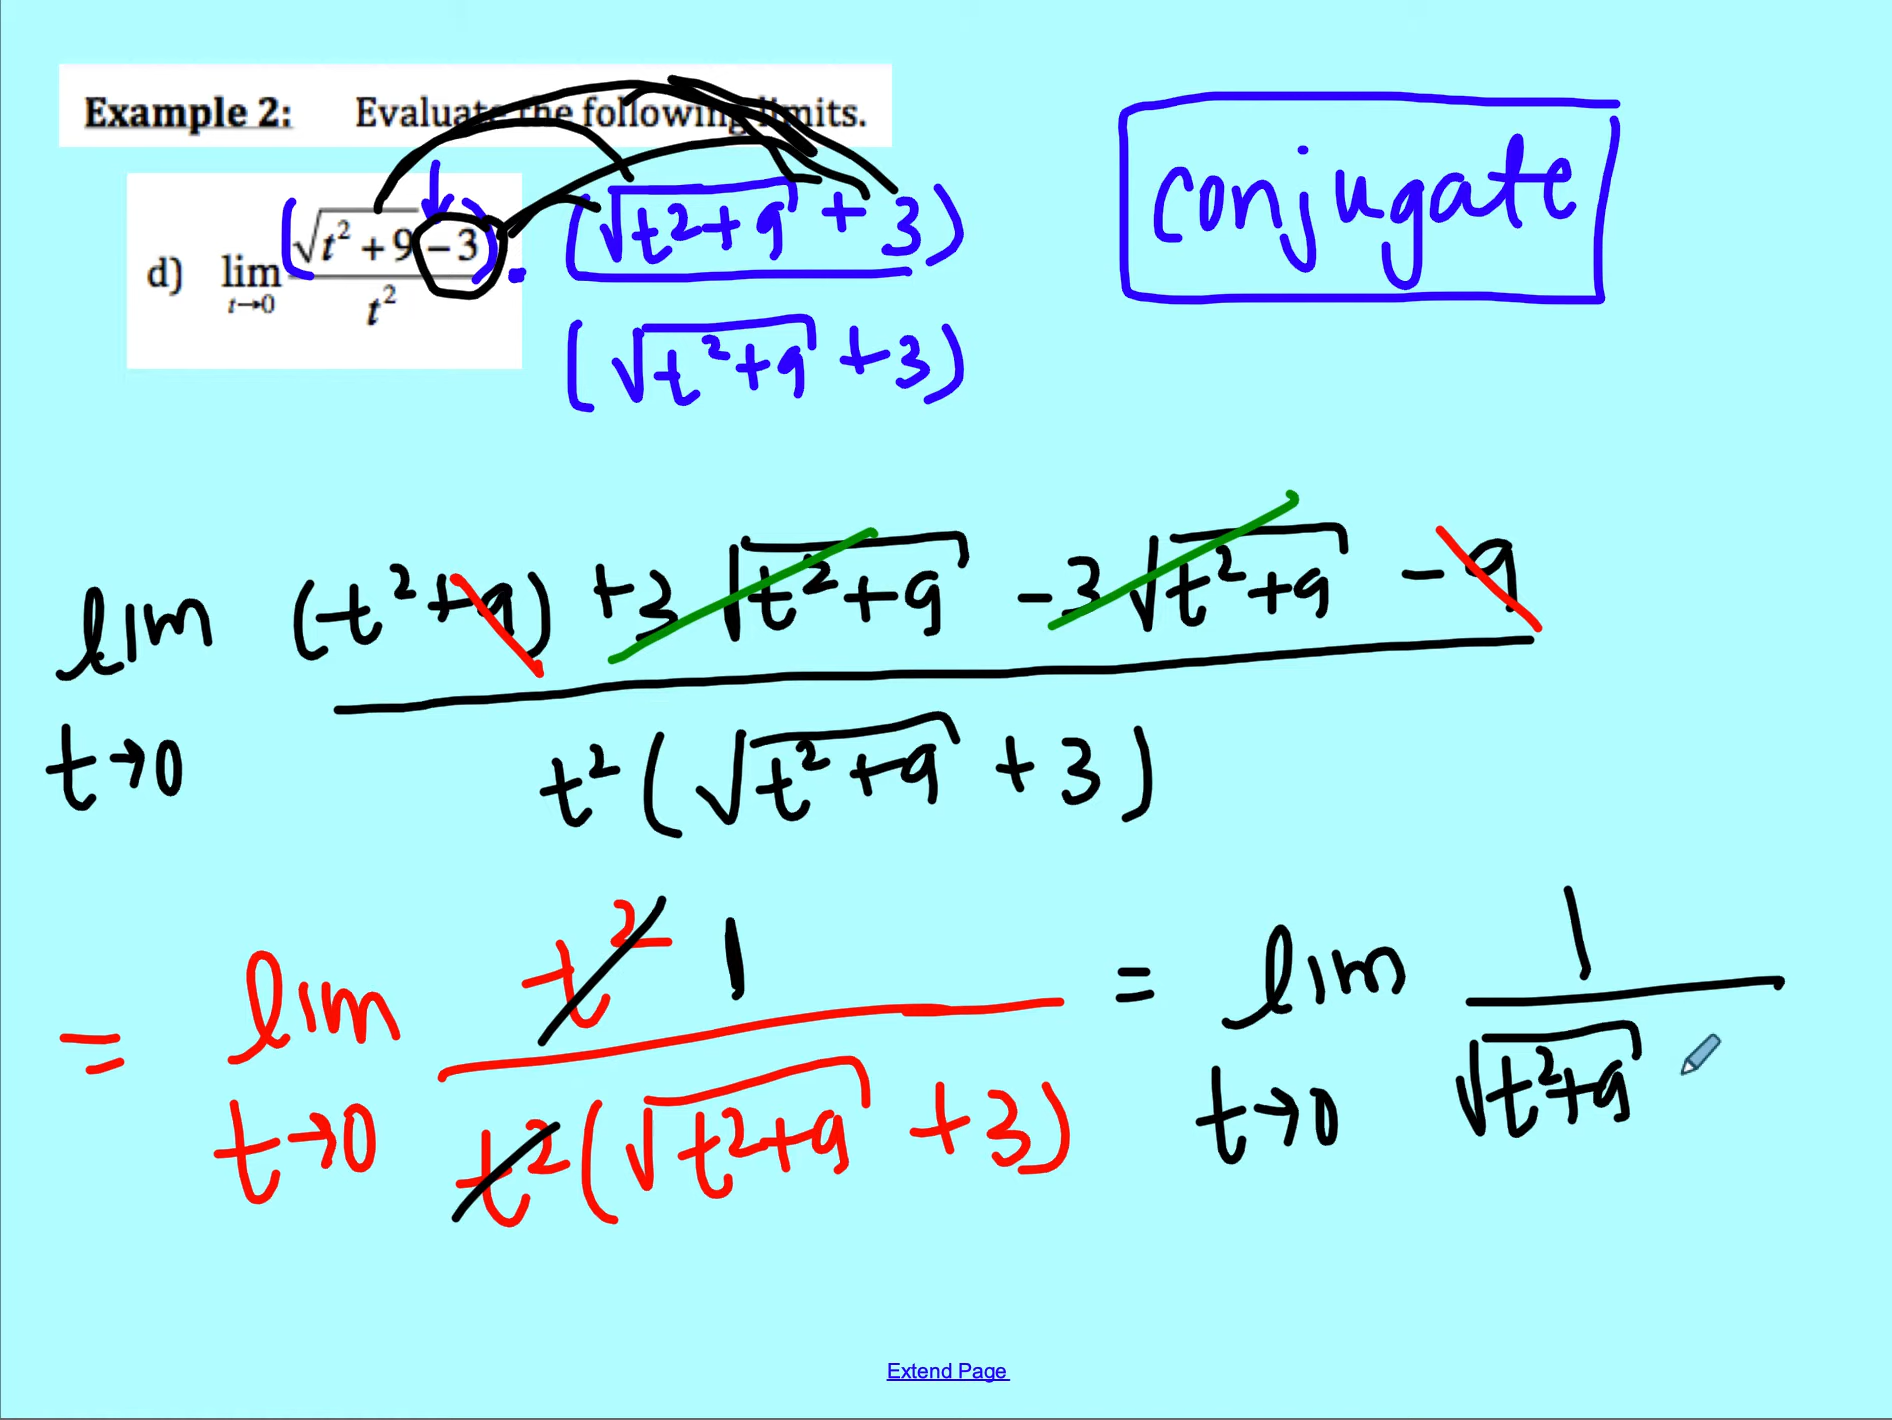 Example 2: Evaluate the following limits.
conjugate
d) lim t→0 (√(t² + 9) − 3) / t² · (√(t²+9) + 3) / (√(t²+9) + 3)
lim t→0 ((t²+9) + 3√(t²+9) − 3√(t²+9) − 9) / (t²(√(t²+9) + 3))
= lim t→0 t² 1 / (t²(√(t²+9) + 3)) = lim t→0 1 / √(t²+9)
Extend Page